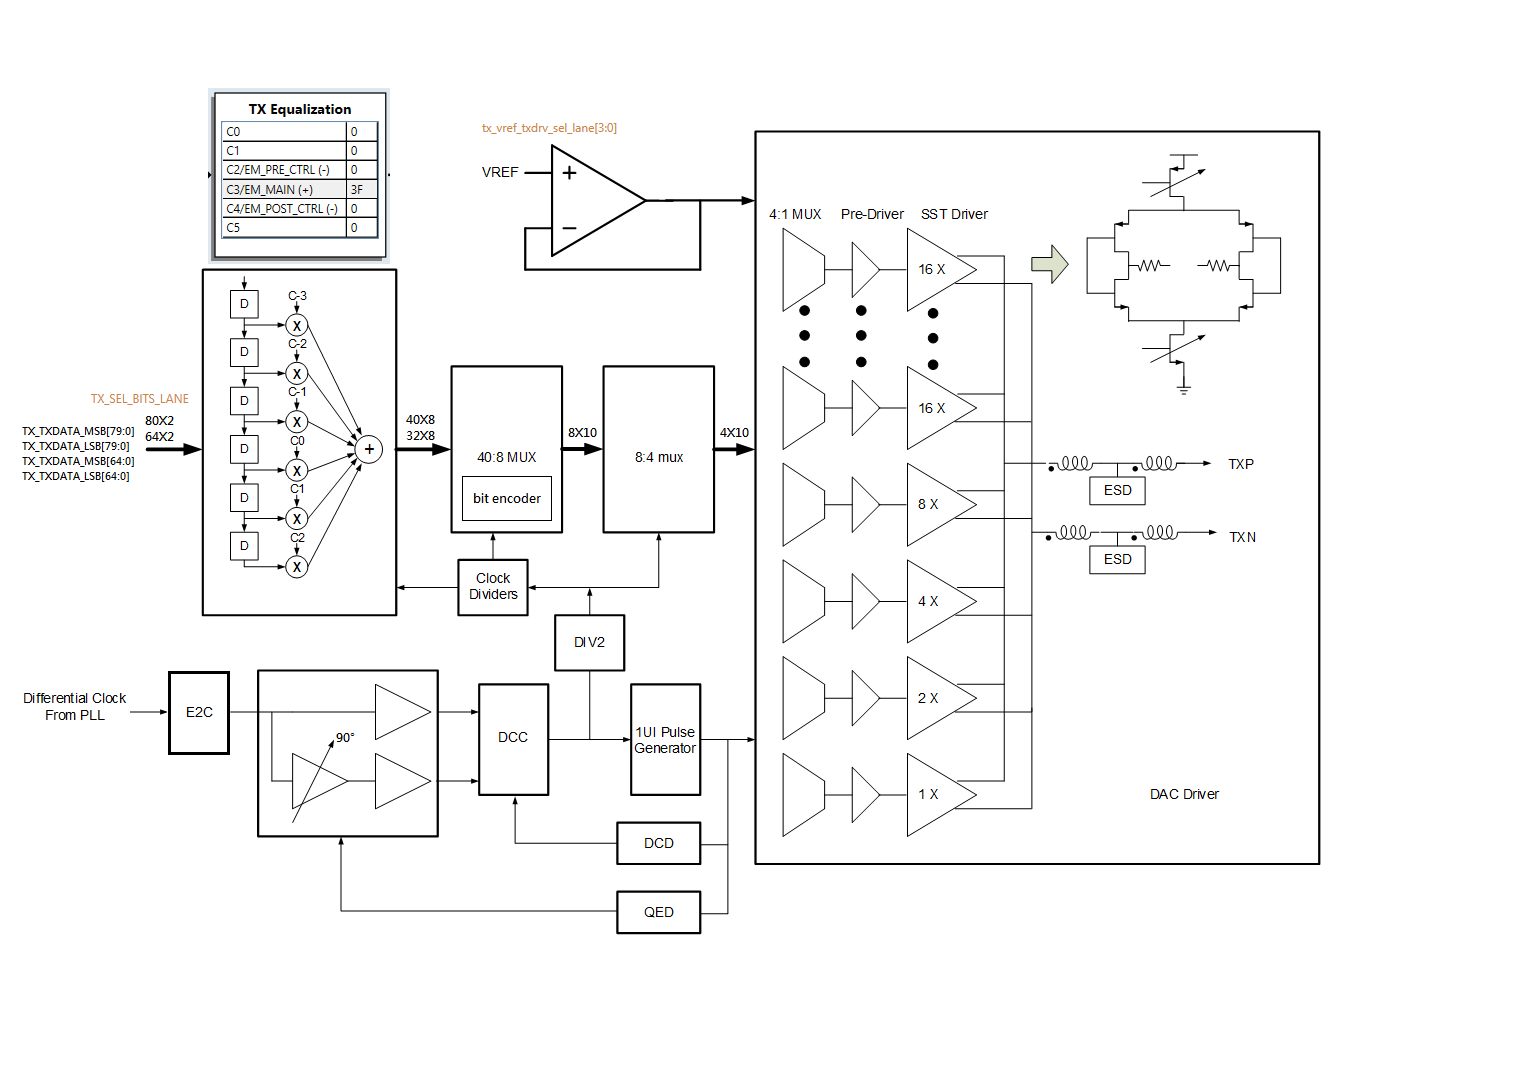 TX Equalization
C0 0
C1 0
C2/EM_PRE_CTRL (-) 0
C3/EM_MAIN (+) 3F
C4/EM_POST_CTRL (-) 0
C5 0
tx_vref_txdrv_sel_lane[3:0]
VREF
+
−
4:1 MUX Pre-Driver SST Driver
16 X
16 X
8 X
4 X
2 X
1 X
D
D
D
D
D
D
C-3
X
C-2
X
C-1
X
C0
X
C1
X
C2
X
+
TX_SEL_BITS_LANE
80X2
64X2
TX_TXDATA_MSB[79:0]
TX_TXDATA_LSB[79:0]
TX_TXDATA_MSB[64:0]
TX_TXDATA_LSB[64:0]
40X8
32X8
40:8 MUX
bit encoder
8X10
8:4 mux
4X10
TXP
ESD
TXN
ESD
Clock
Dividers
DIV2
Differential Clock
From PLL
E2C
90°
DCC
1UI Pulse
Generator
DCD
QED
DAC Driver